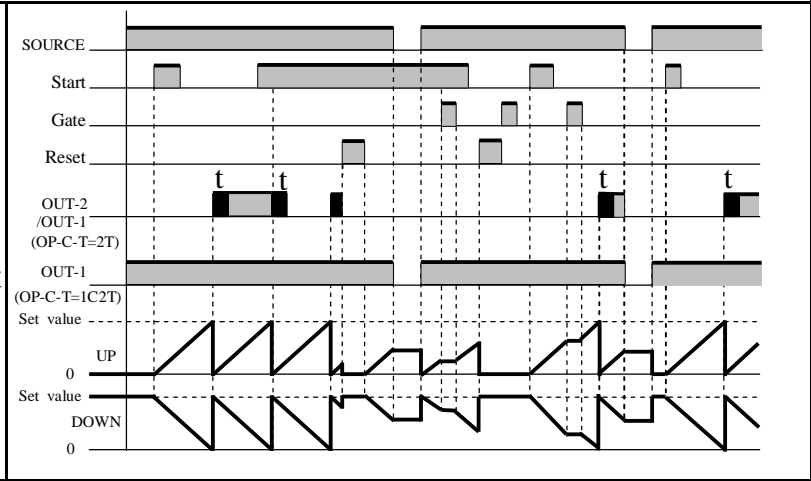 SOURCE
Start
Gate
Reset
t
t
t
t
OUT-2
/OUT-1
(OP-C-T=2T)
OUT-1
(OP-C-T=1C2T)
Set value
UP
0
Set value
DOWN
0